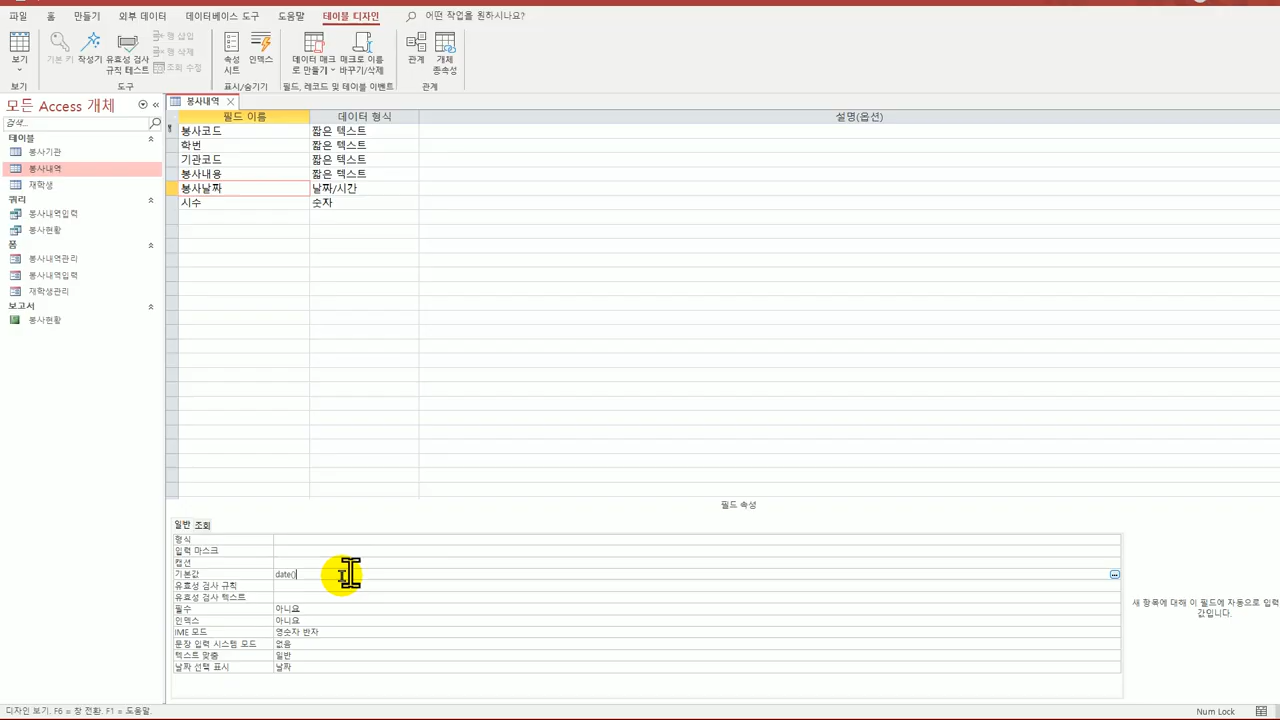 파일 홈 만들기 외부 데이터 데이터베이스 도구 도움말 테이블 디자인 어떤 작업을 원하시나요?
보기 기본 키 작성기 유효성 검사 규칙 테스트 행 삽입 행 삭제 조회 수정 속성 시트 인덱스 데이터 매크로 만들기 매크로 이름 바꾸기/삭제 관계 개체 종속성
보기 도구 표시/숨기기 필드, 레코드 및 테이블 이벤트 관계
모든 Access 개체
검색...
테이블
봉사기관
봉사내역
재학생
쿼리
봉사내역입력
봉사현황
폼
봉사내역관리
봉사내역입력
재학생관리
보고서
봉사현황
봉사내역
필드 이름 데이터 형식 설명(옵션)
봉사코드 짧은 텍스트
학번 짧은 텍스트
기관코드 짧은 텍스트
봉사내용 짧은 텍스트
봉사날짜 날짜/시간
시수 숫자
필드 속성
일반 조회
형식
입력 마스크
캡션
기본값 date()
유효성 검사 규칙
유효성 검사 텍스트
필수 아니요
인덱스 아니요
IME 모드 영숫자 반자
문장 입력 시스템 모드 없음
텍스트 맞춤 일반
날짜 선택 표시 날짜
새 항목에 대해 이 필드에 자동으로 입력
값입니다.
디자인 보기. F6 = 창 전환. F1 = 도움말. Num Lock